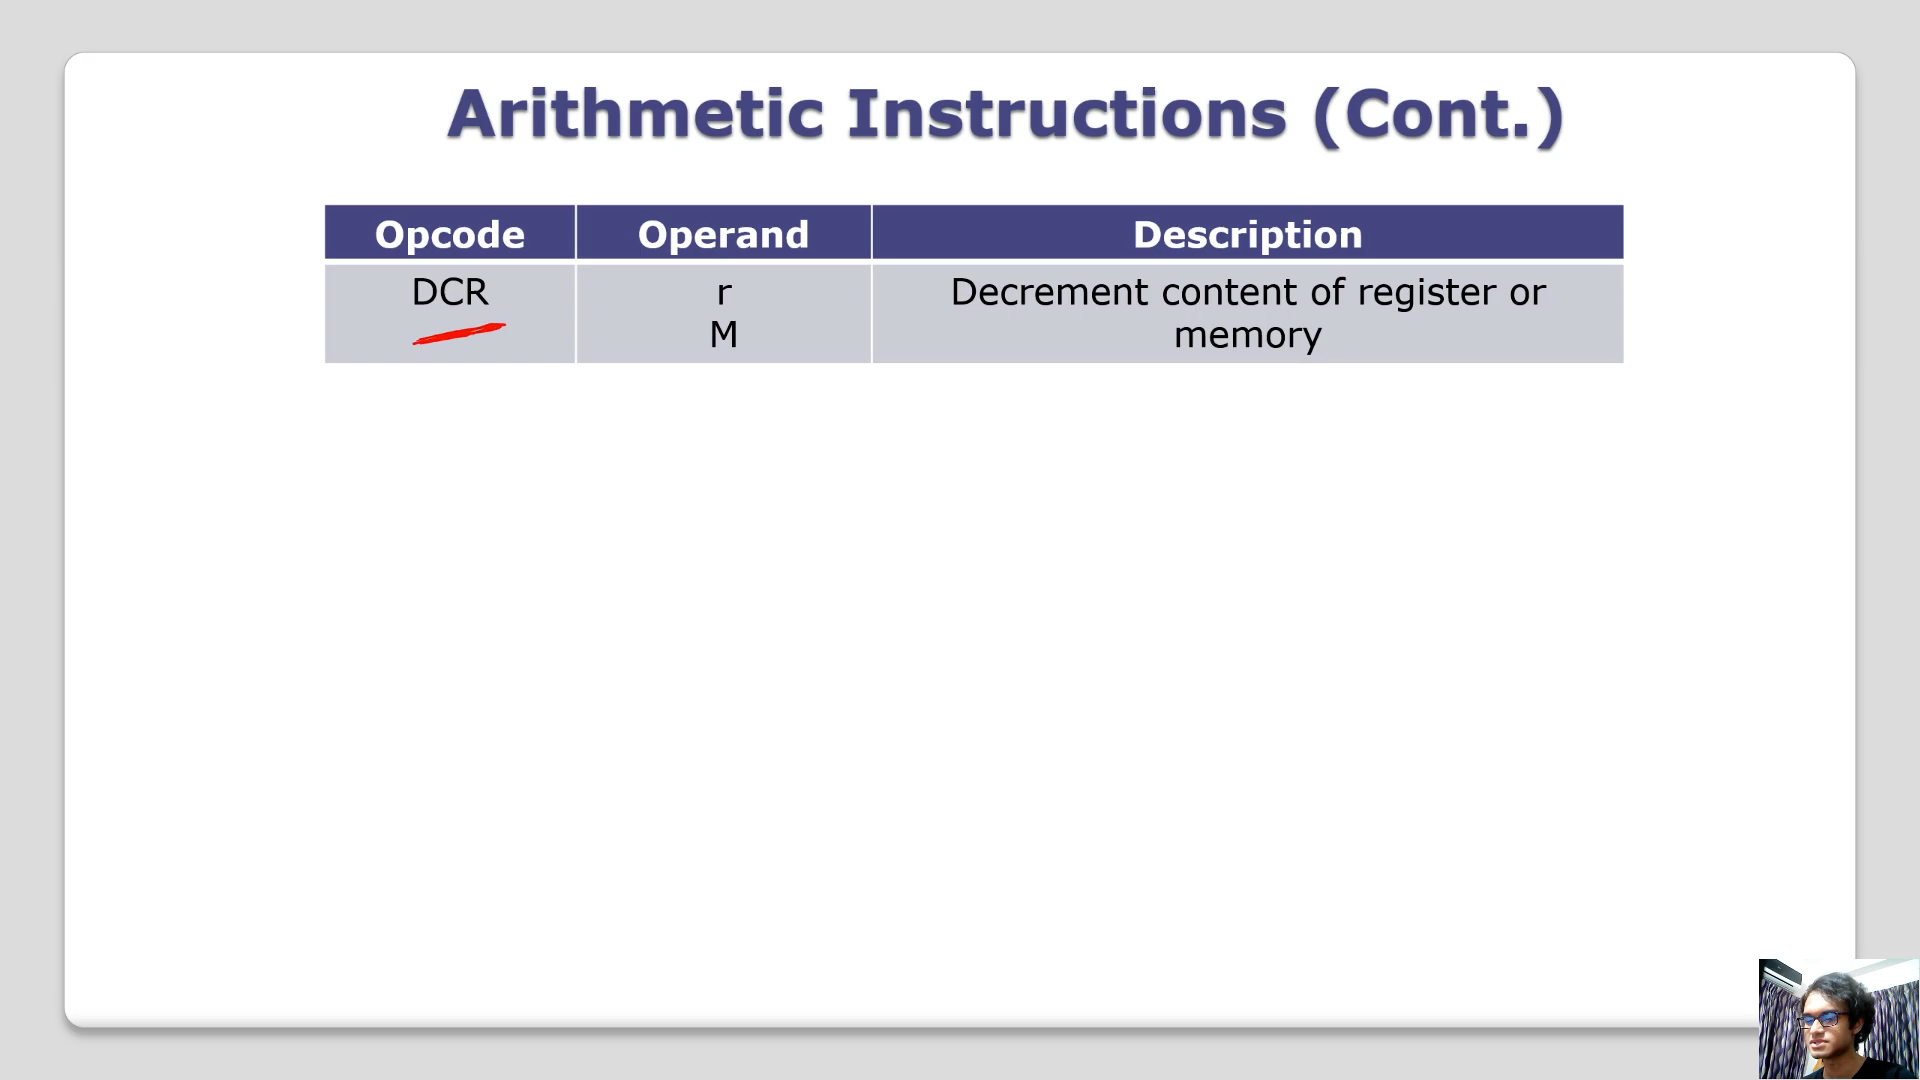 Arithmetic Instructions (Cont.)
Opcode Operand Description
DCR r Decrement content of register or
M memory